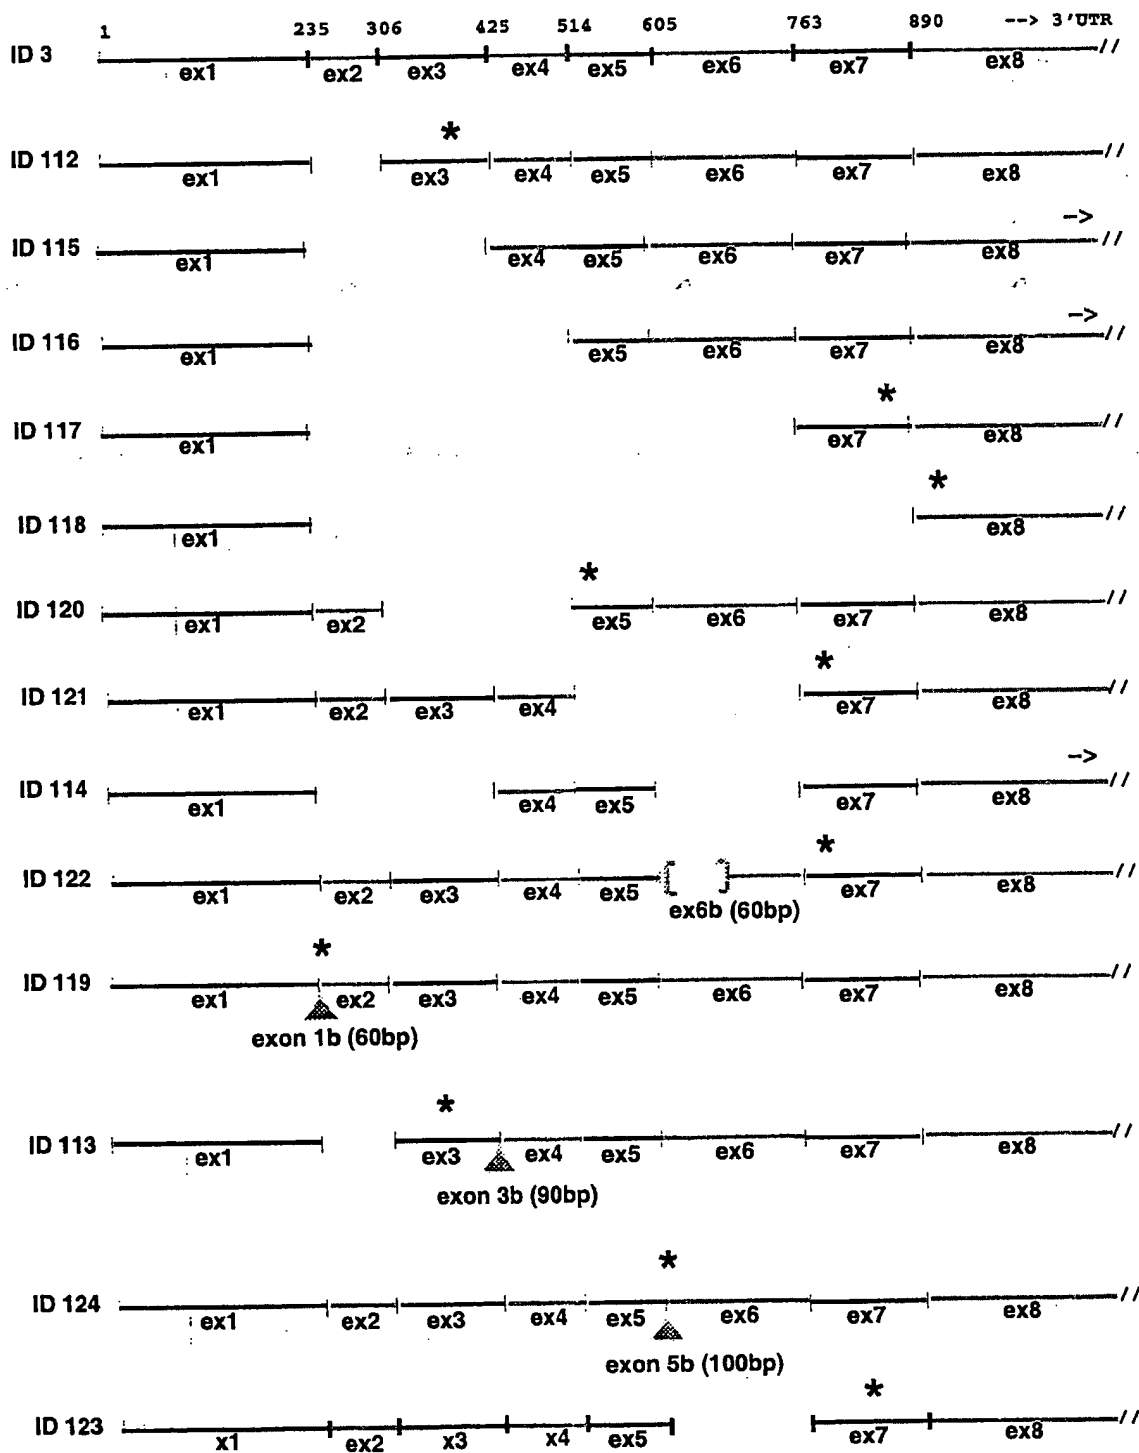 1 235 306 425 514 605 763 890 --> 3'UTR
ID 3 //
ex1 ex2 ex3 ex4 ex5 ex6 ex7 ex8
*
ID 112 //
ex1 ex3 ex4 ex5 ex6 ex7 ex8
-->
ID 115 //
ex1 ex4 ex5 ex6 ex7 ex8
-->
ID 116 //
ex1 ex5 ex6 ex7 ex8
*
ID 117 //
ex1 ex7 ex8
*
ID 118 //
ex1 ex8
*
ID 120 //
ex1 ex2 ex5 ex6 ex7 ex8
*
ID 121 //
ex1 ex2 ex3 ex4 ex7 ex8
-->
ID 114 //
ex1 ex4 ex5 ex7 ex8
*
ID 122 [ ] //
ex1 ex2 ex3 ex4 ex5 ex7 ex8
ex6b (60bp)
*
ID 119 //
ex1 ex2 ex3 ex4 ex5 ex6 ex7 ex8
exon 1b (60bp)
*
ID 113 //
ex1 ex3 ex4 ex5 ex6 ex7 ex8
exon 3b (90bp)
*
ID 124 //
ex1 ex2 ex3 ex4 ex5 ex6 ex7 ex8
exon 5b (100bp)
*
ID 123 //
x1 ex2 x3 x4 ex5 ex7 ex8